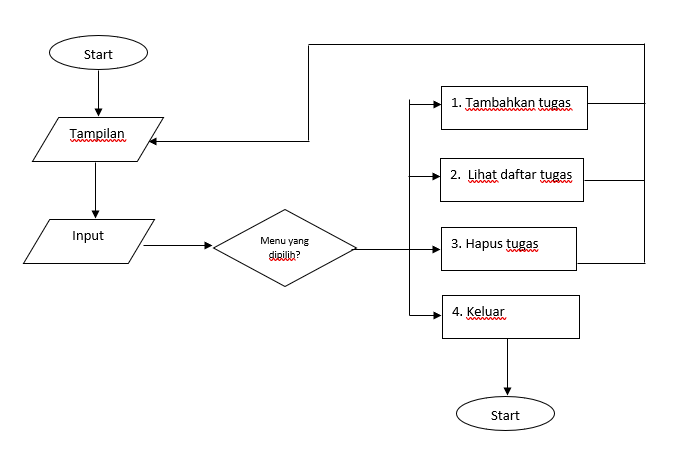 Start
Tampilan
Input
Menu yang
dipilih?
1. Tambahkan tugas
2. Lihat daftar tugas
3. Hapus tugas
4. Keluar
Start